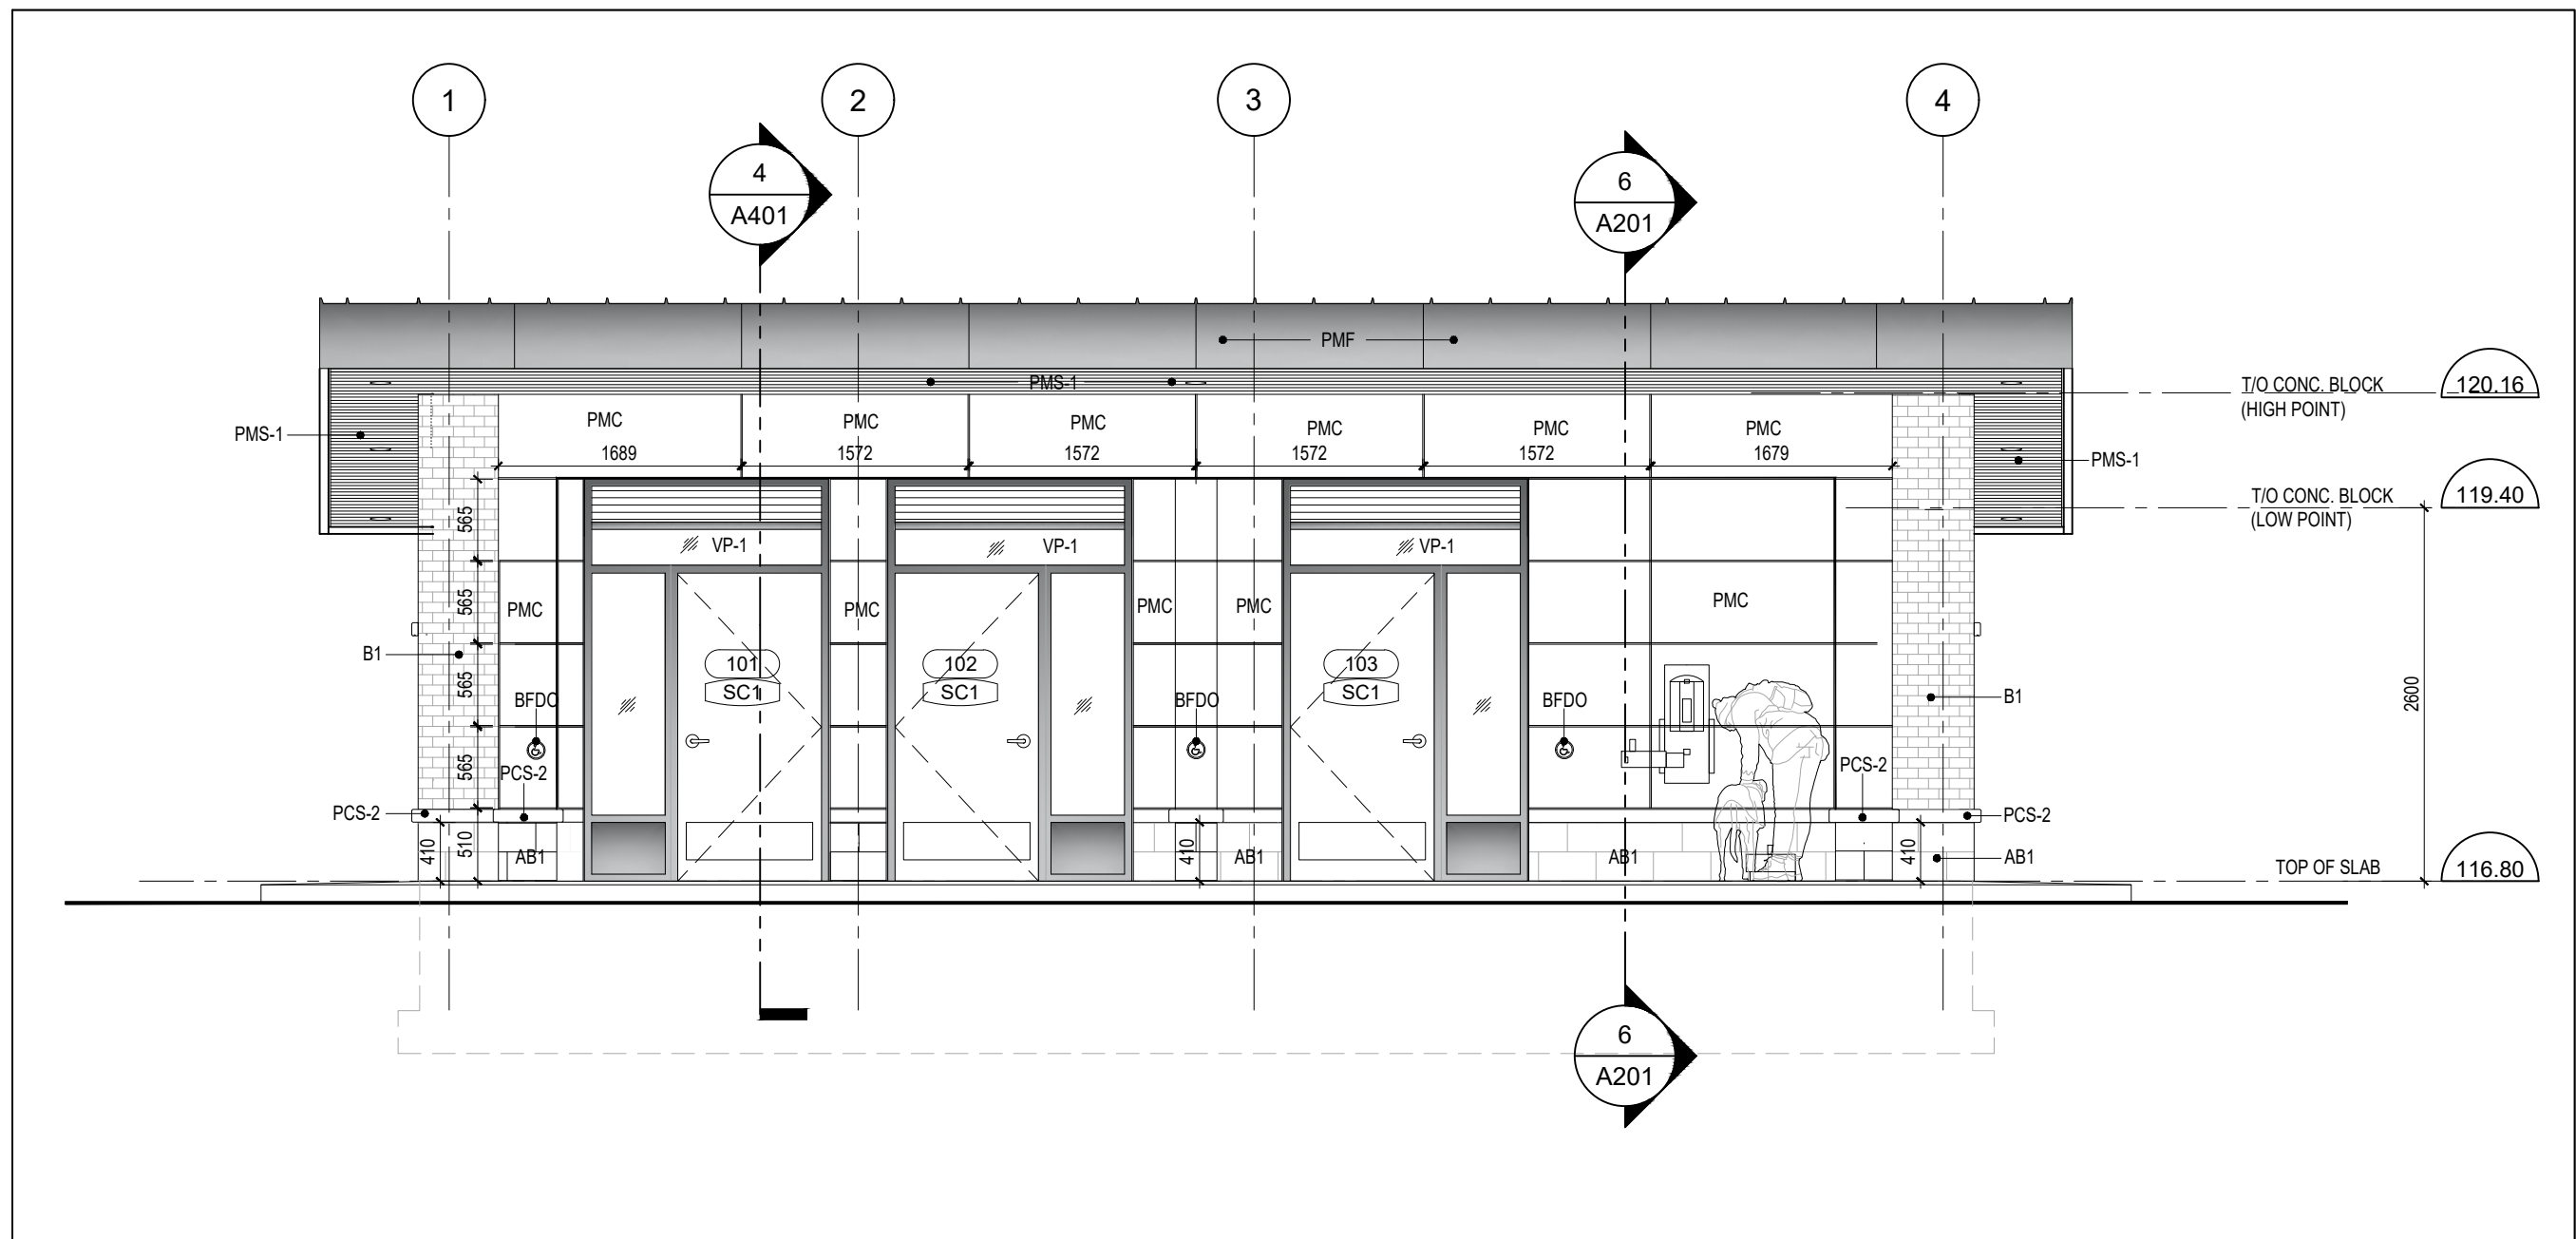 1
2
3
4
4
A401
6
A201
PMF
PMS-1
T/O CONC. BLOCK
(HIGH POINT)
120.16
PMS-1
PMC
PMC
PMC
PMC
PMC
PMC
1689
1572
1572
1572
1572
1679
PMS-1
T/O CONC. BLOCK
(LOW POINT)
119.40
565
VP-1
VP-1
VP-1
565
PMC
PMC
PMC
PMC
PMC
B1
101
SC1
102
SC1
103
SC1
565
BFDO
BFDO
BFDO
B1
2600
565
PCS-2
PCS-2
PCS-2
PCS-2
410
510
AB1
410
AB1
AB1
410
AB1
TOP OF SLAB
116.80
6
A201